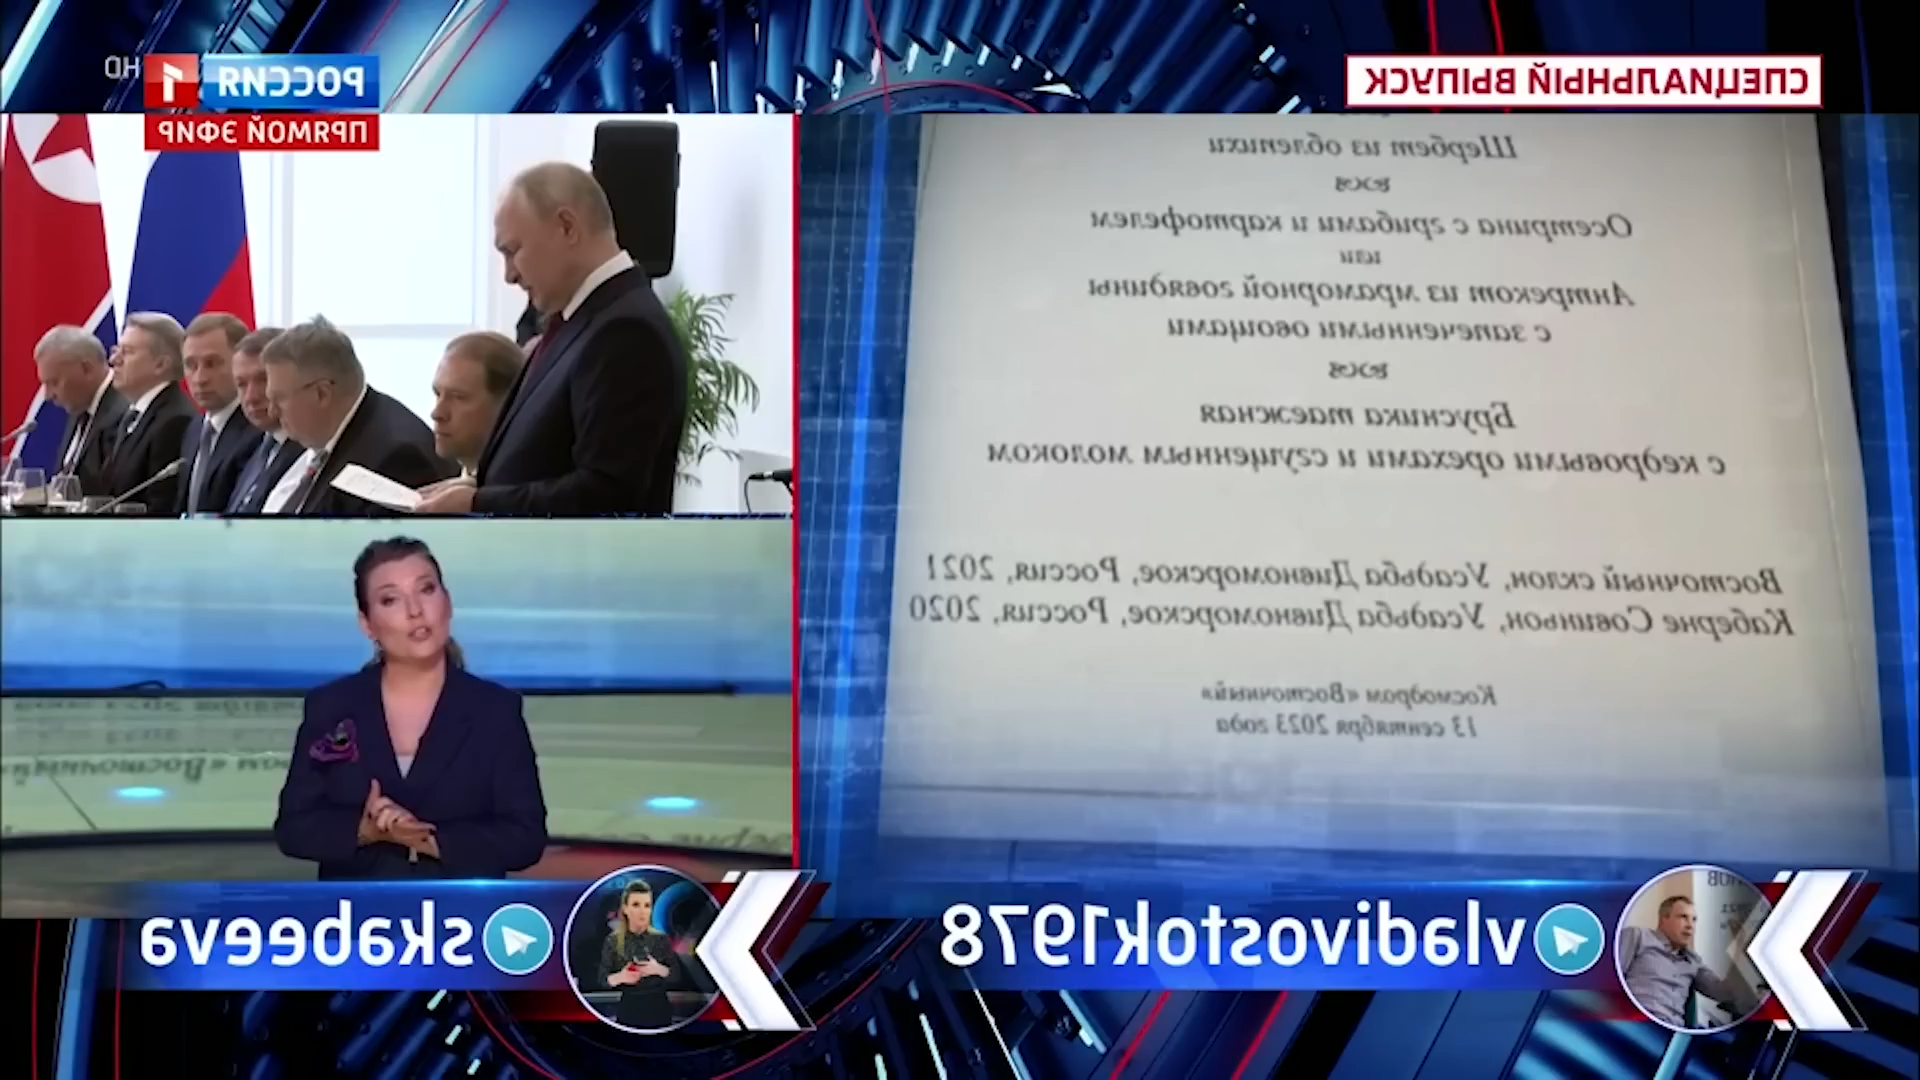 РОССИЯ 1 HD
ПРЯМОЙ ЭФИР
СПЕЦИАЛЬНЫЙ ВЫПУСК
Щербет из облепихи
Осетрина с грибами и картофелем
или
Антрекот из мраморной говядины
с запеченными овощами
Брусника таежная
с кедровыми орехами и сгущенным молоком
Восточный склон, Усадьба Дивноморское, Россия, 2021
Каберне Совиньон, Усадьба Дивноморское, Россия, 2020
Космодром «Восточный»
13 сентября 2023 года
vladivostok1978
skabeeva